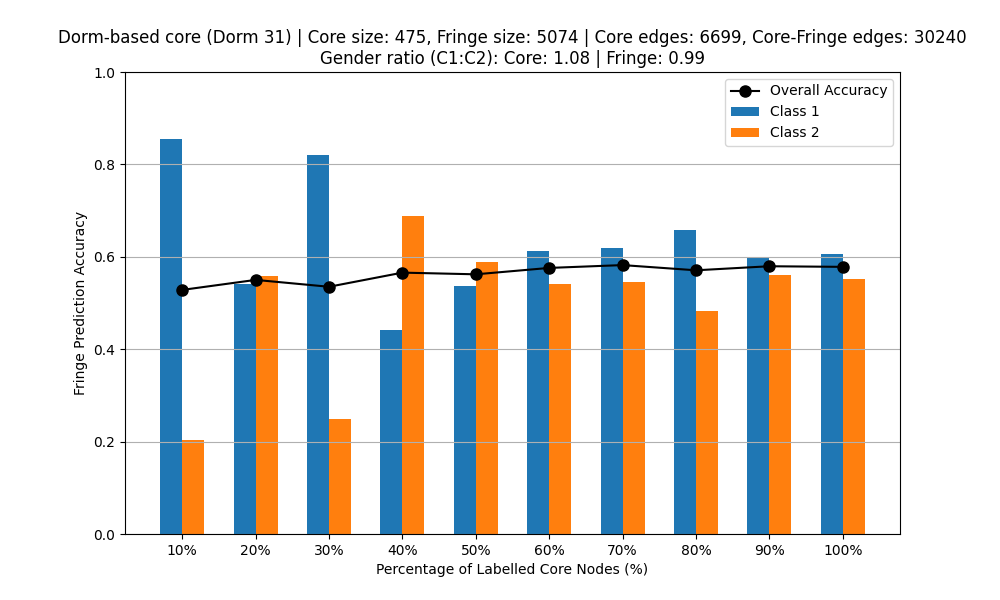 Dorm-based core (Dorm 31) | Core size: 475, Fringe size: 5074 | Core edges: 6699, Core-Fringe edges: 30240
Gender ratio (C1:C2): Core: 1.08 | Fringe: 0.99
1.0
0.8
0.6
0.4
0.2
0.0
Fringe Prediction Accuracy
Overall Accuracy
Class 1
Class 2
10% 20% 30% 40% 50% 60% 70% 80% 90% 100%
Percentage of Labelled Core Nodes (%)